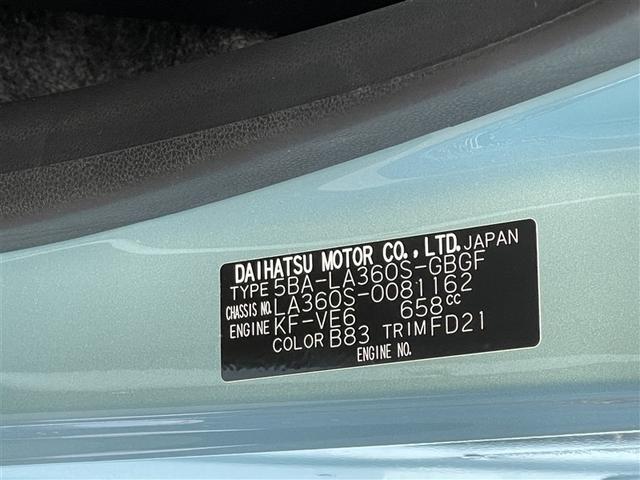 DAIHATSU MOTOR CO., LTD. JAPAN
TYPE 5BA-LA360S-GBGF
CHASSIS NO. LA360S-0081162
ENGINE KF-VE6 658cc
COLOR B83 TRIM FD21
ENGINE NO.